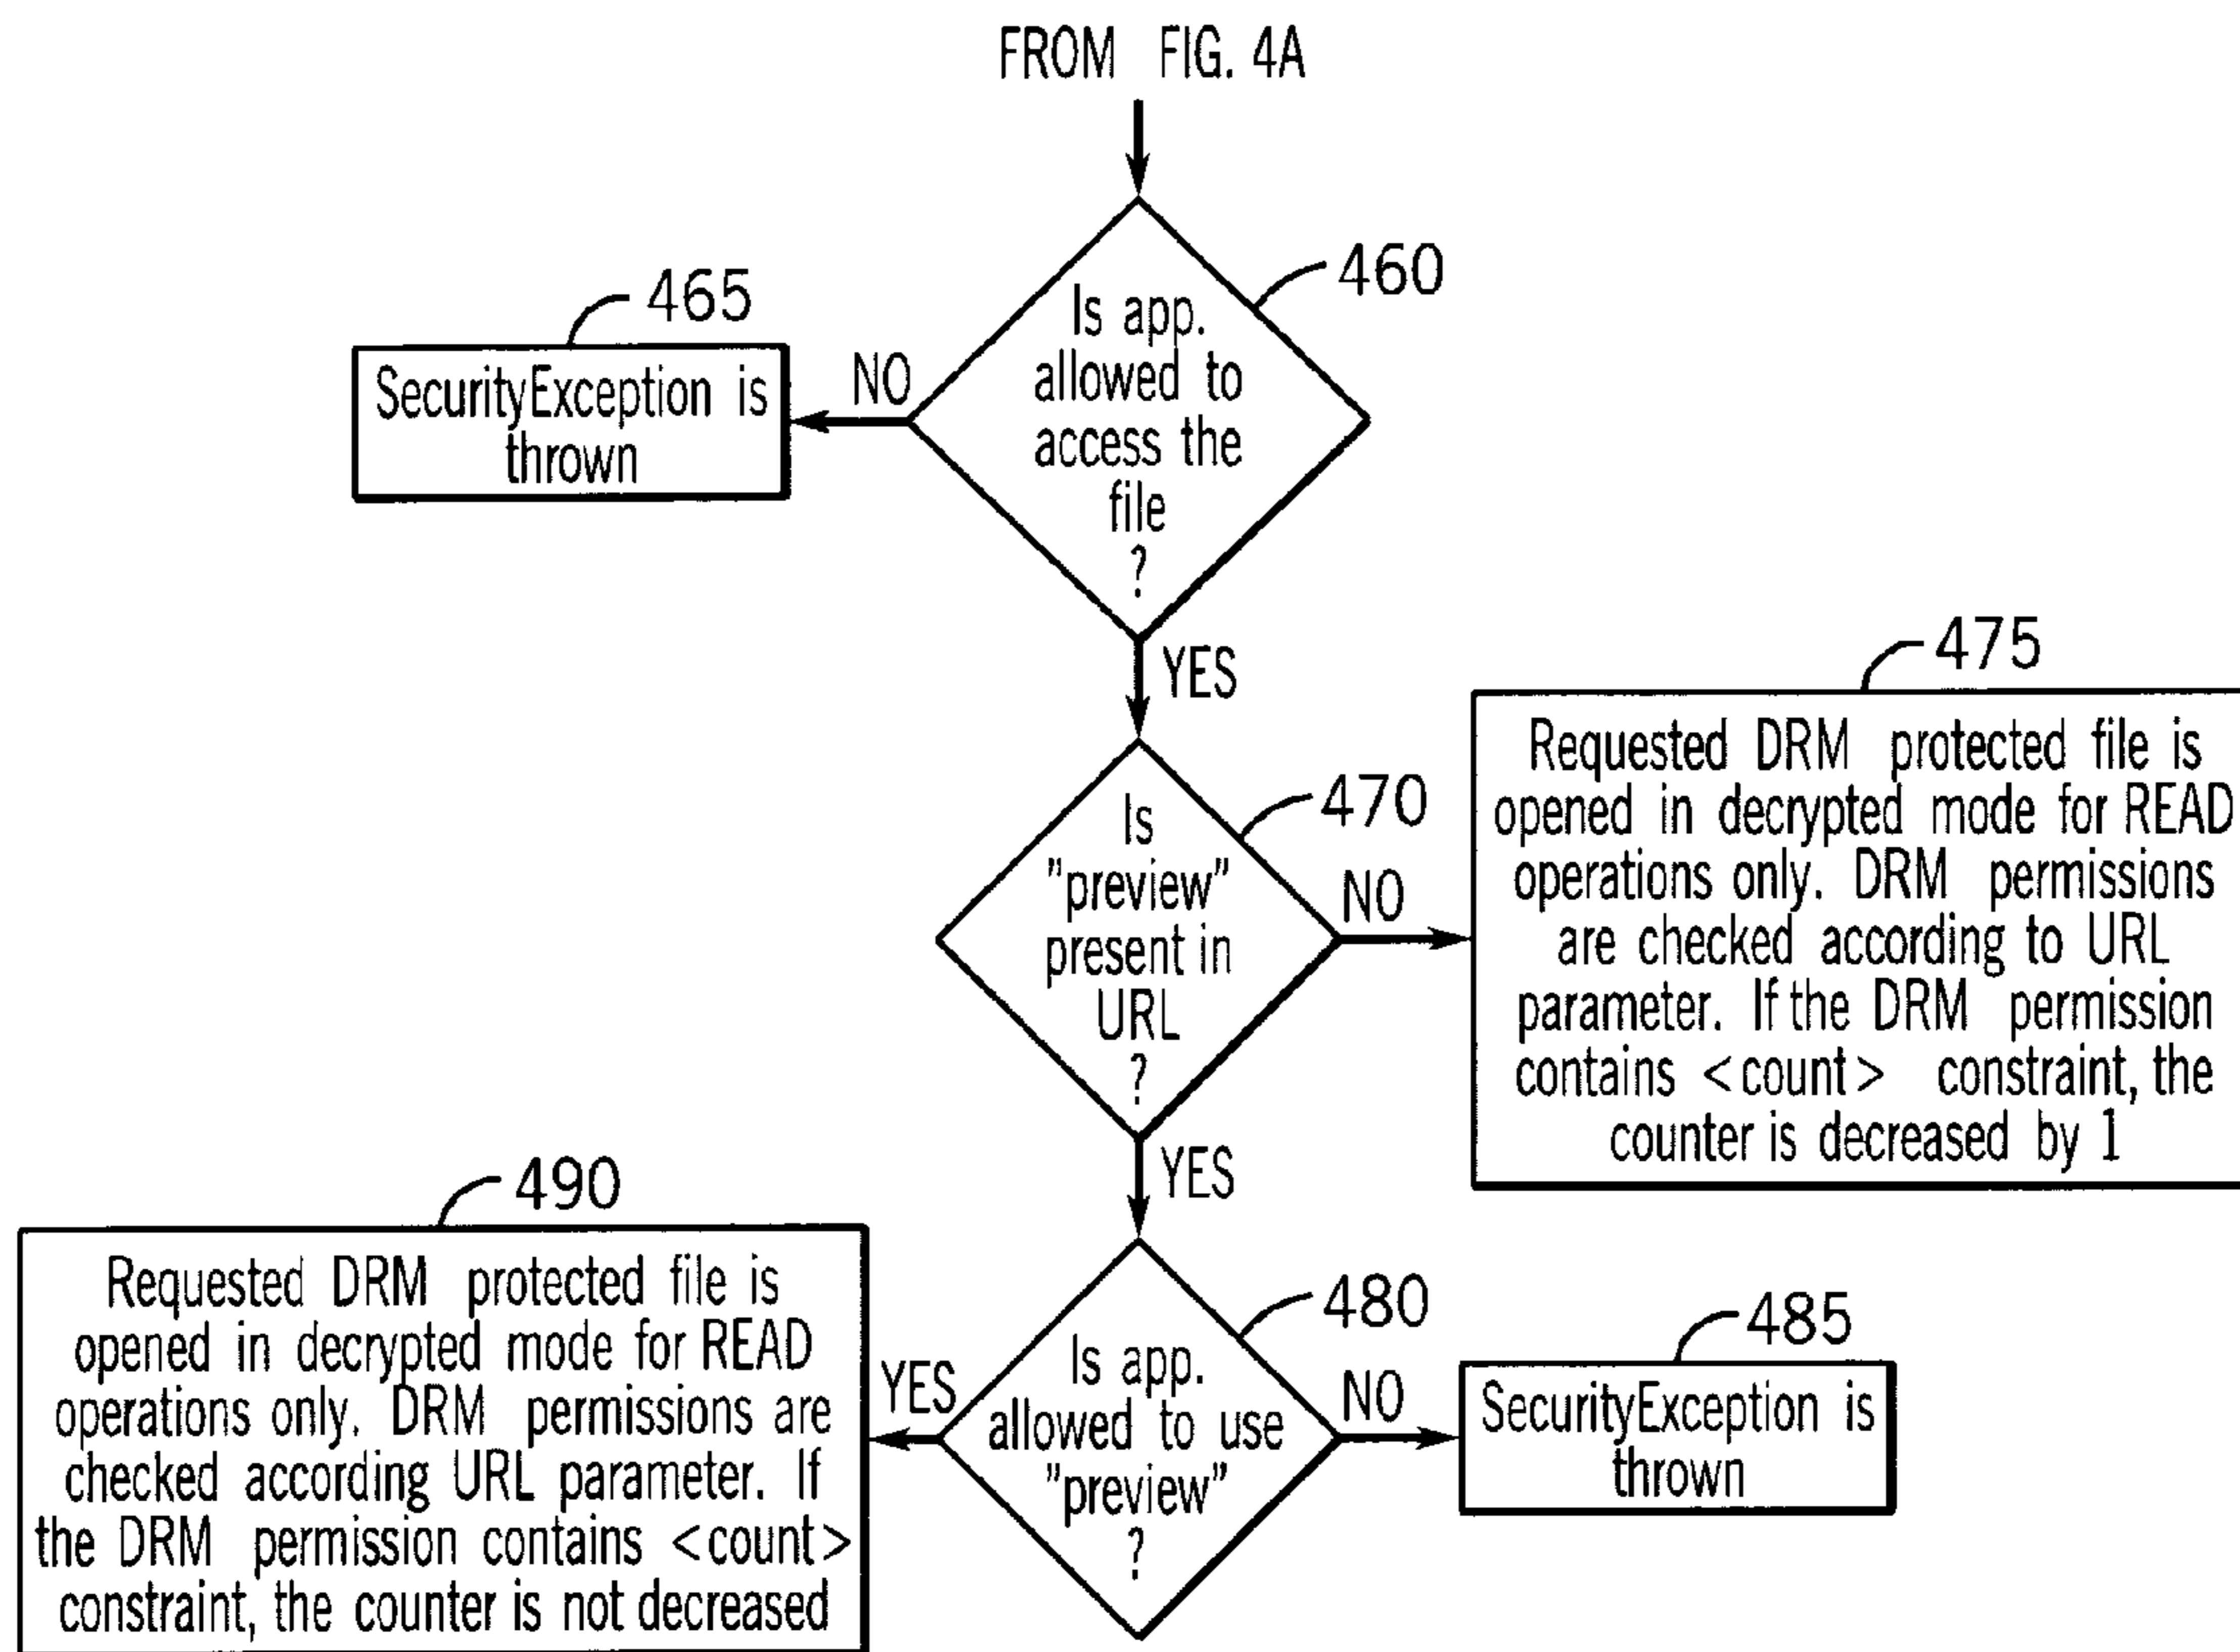 FROM FIG. 4A
460
Is app.
allowed to
access the
file
?
465
NO
SecurityException is
thrown
YES
470
Is
"preview"
present in
URL
?
NO
475
Requested DRM protected file is
opened in decrypted mode for READ
operations only. DRM permissions
are checked according to URL
parameter. If the DRM permission
contains <count> constraint, the
counter is decreased by 1
YES
480
Is app.
allowed to use
"preview"
?
NO
485
SecurityException is
thrown
YES
490
Requested DRM protected file is
opened in decrypted mode for READ
operations only. DRM permissions are
checked according URL parameter. If
the DRM permission contains <count>
constraint, the counter is not decreased